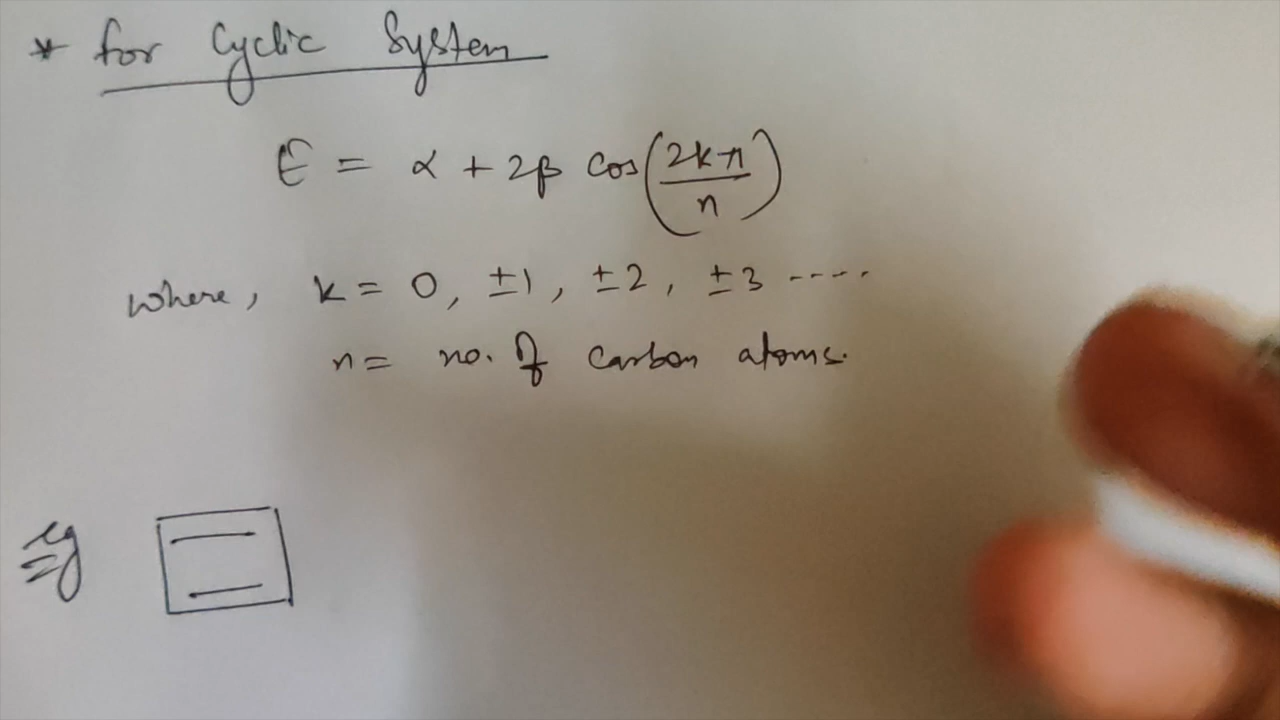 * for Cyclic System
E = α + 2β cos(2kπ/n)
where, k = 0, ±1, ±2, ±3 ----
n = no. of carbon atoms.
eg